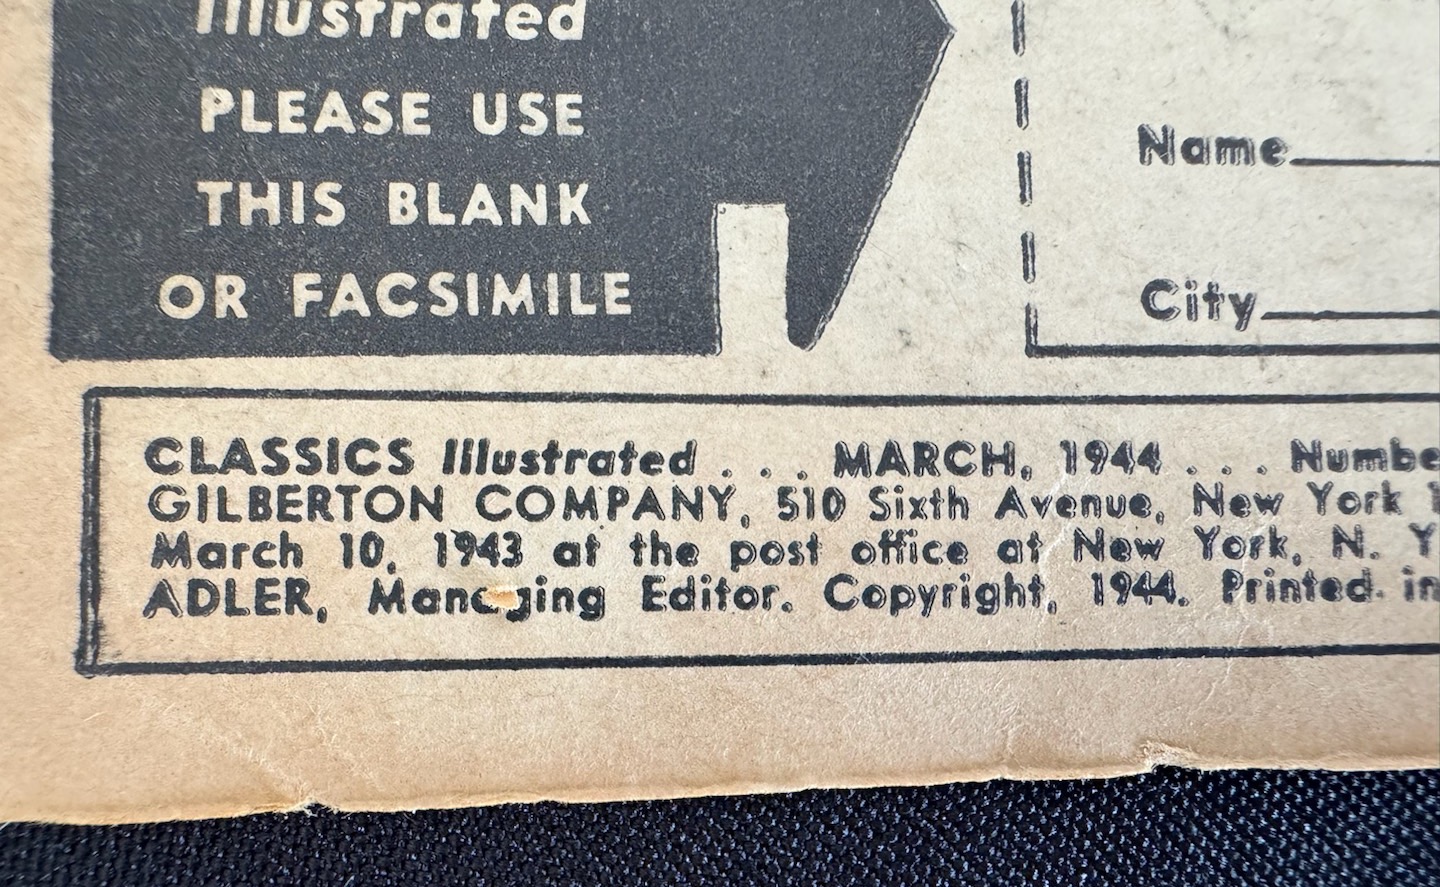 Illustrated
PLEASE USE
THIS BLANK
OR FACSIMILE
Name
City
CLASSICS Illustrated . . . MARCH, 1944 . . . Numbe
GILBERTON COMPANY, 510 Sixth Avenue, New York 1
March 10, 1943 at the post office at New York, N. Y
ADLER, Managing Editor. Copyright, 1944. Printed in